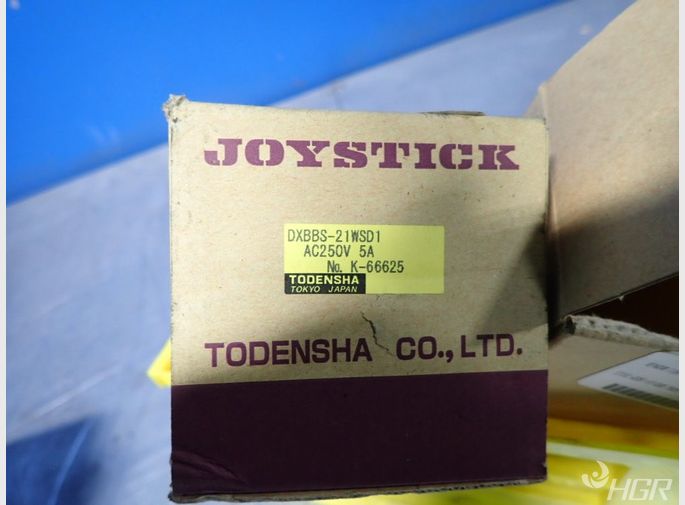 JOYSTICK
DXBBS-21WSD1
AC250V 5A
No. K-66625
TODENSHA
TOKYO JAPAN
TODENSHA CO., LTD.
HGR